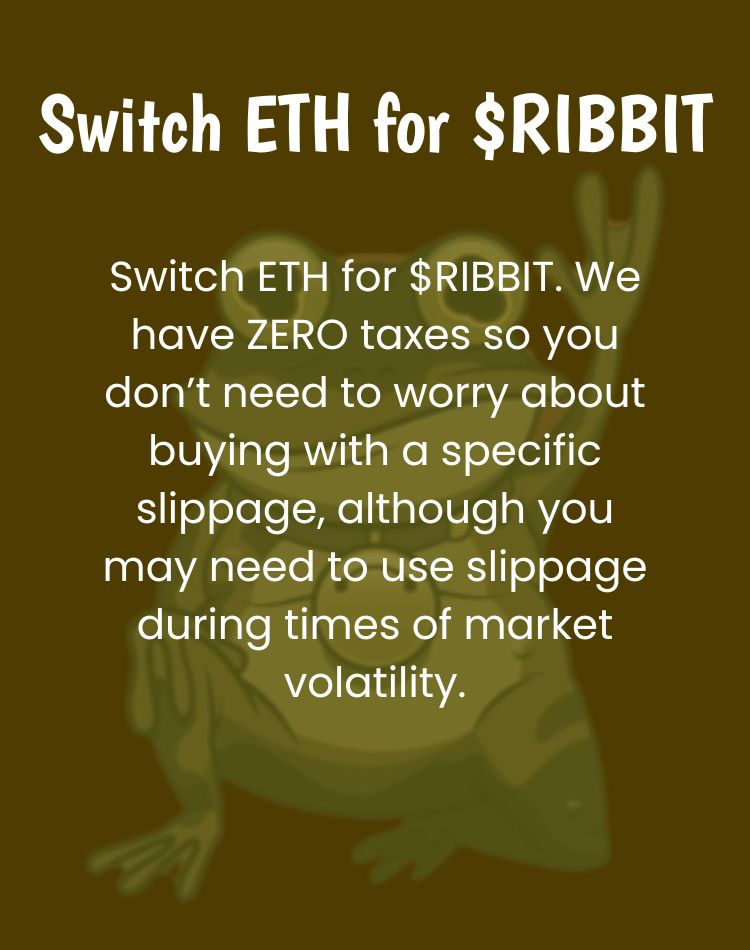 Switch ETH for $RIBBIT
Switch ETH for $RIBBIT. We
have ZERO taxes so you
don’t need to worry about
buying with a specific
slippage, although you
may need to use slippage
during times of market
volatility.